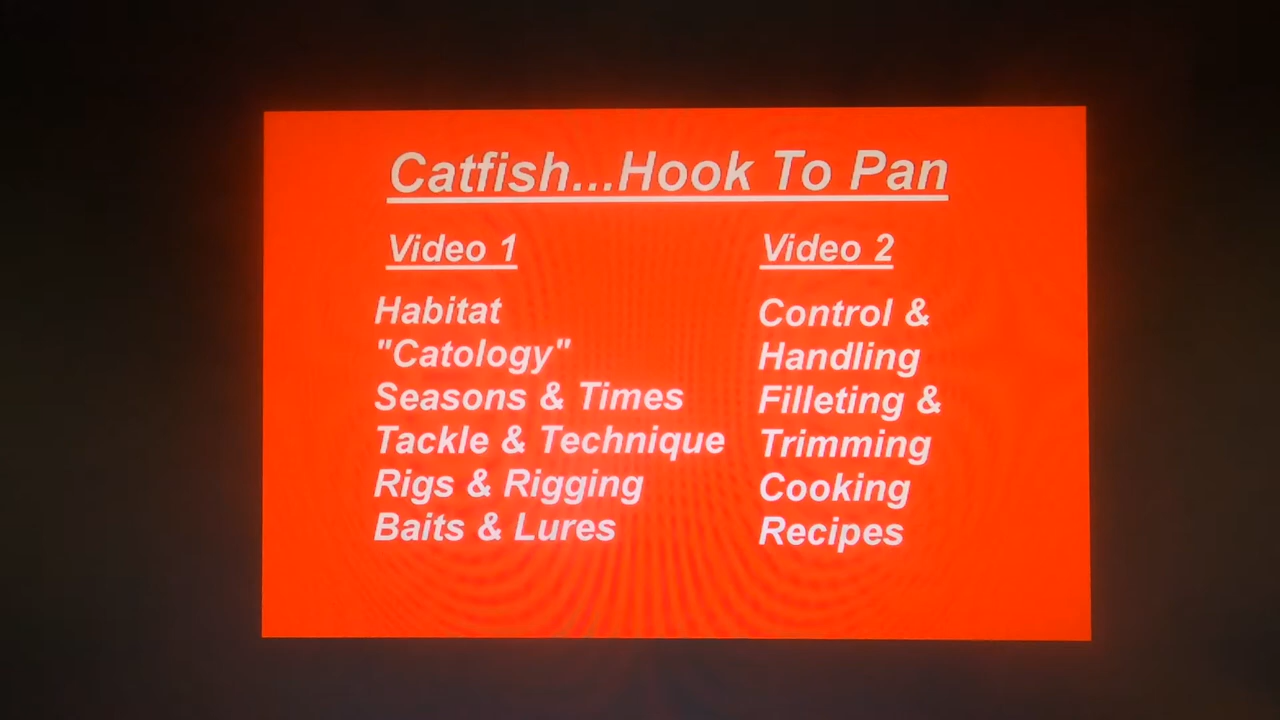 Catfish...Hook To Pan
Video 1
Habitat
"Catology"
Seasons & Times
Tackle & Technique
Rigs & Rigging
Baits & Lures
Video 2
Control &
Handling
Filleting &
Trimming
Cooking
Recipes